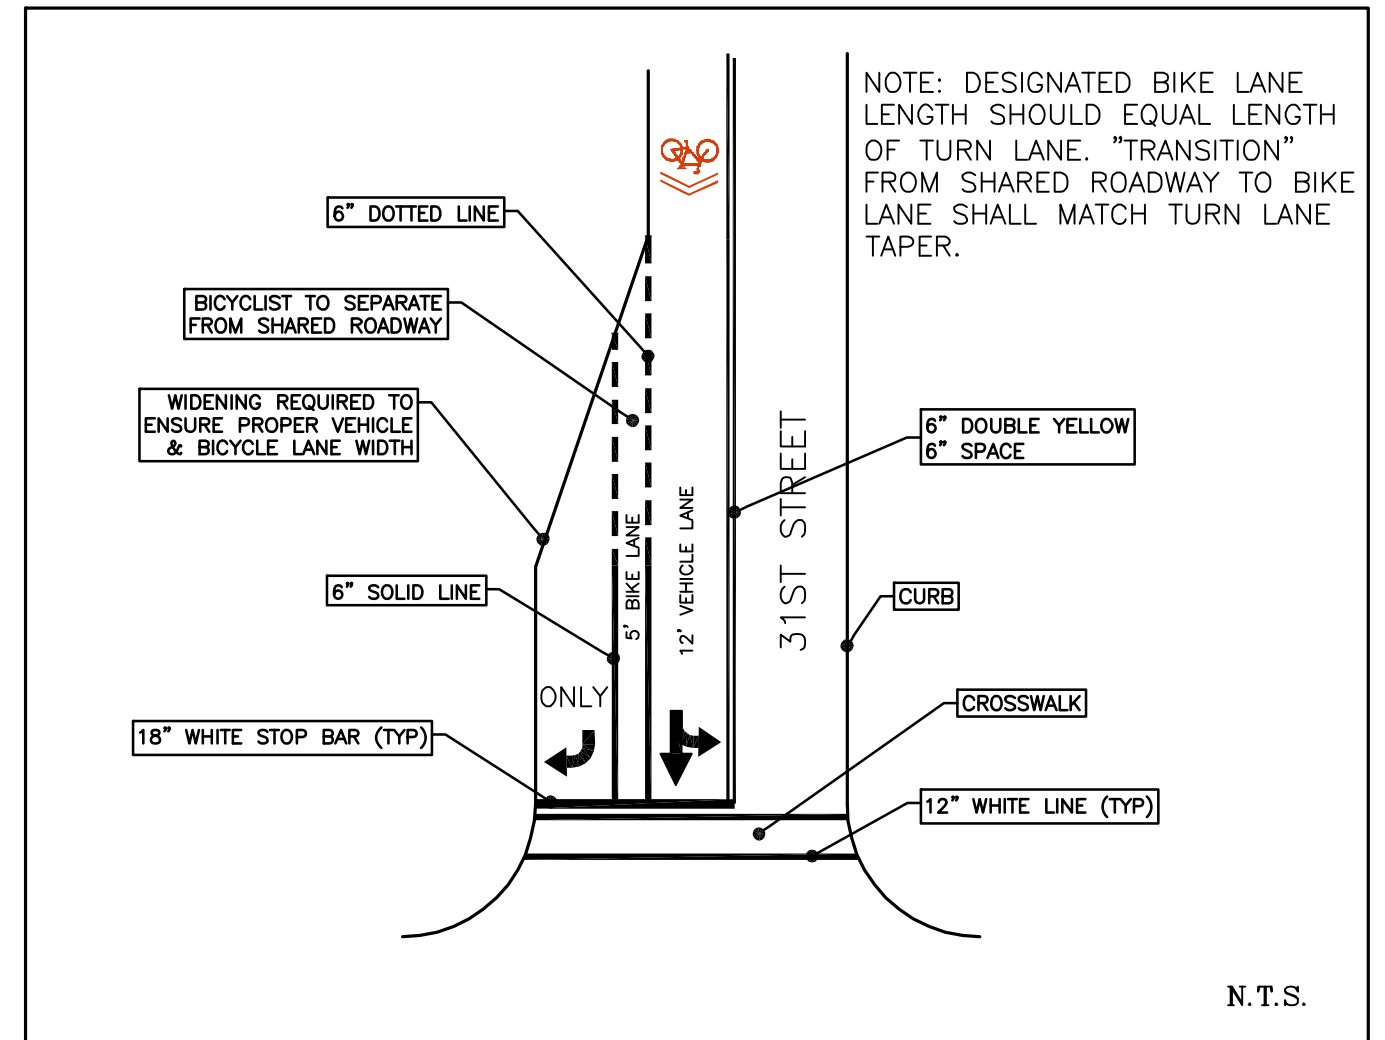 NOTE: DESIGNATED BIKE LANE
LENGTH SHOULD EQUAL LENGTH
OF TURN LANE. "TRANSITION"
FROM SHARED ROADWAY TO BIKE
LANE SHALL MATCH TURN LANE
TAPER.
6" DOTTED LINE
BICYCLIST TO SEPARATE
FROM SHARED ROADWAY
WIDENING REQUIRED TO
ENSURE PROPER VEHICLE
& BICYCLE LANE WIDTH
6" DOUBLE YELLOW
6" SPACE
31ST STREET
5' BIKE LANE
12' VEHICLE LANE
6" SOLID LINE
CURB
ONLY
CROSSWALK
18" WHITE STOP BAR (TYP)
12" WHITE LINE (TYP)
N.T.S.